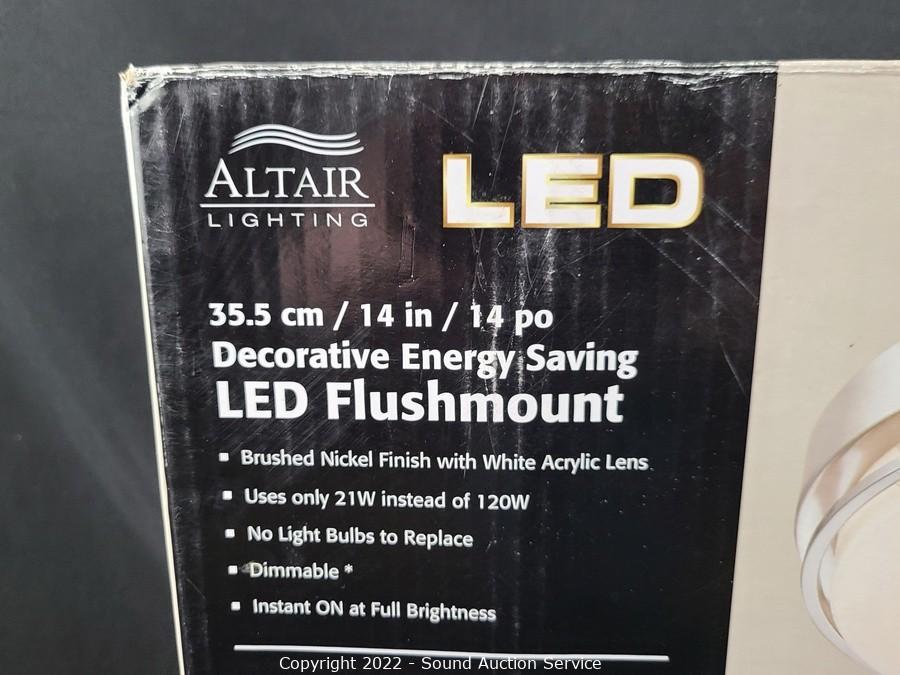 ALTAIR
LIGHTING
LED
35.5 cm / 14 in / 14 po
Decorative Energy Saving
LED Flushmount
▪ Brushed Nickel Finish with White Acrylic Lens
▪ Uses only 21W instead of 120W
▪ No Light Bulbs to Replace
▪ Dimmable *
▪ Instant ON at Full Brightness
Copyright 2022 - Sound Auction Service